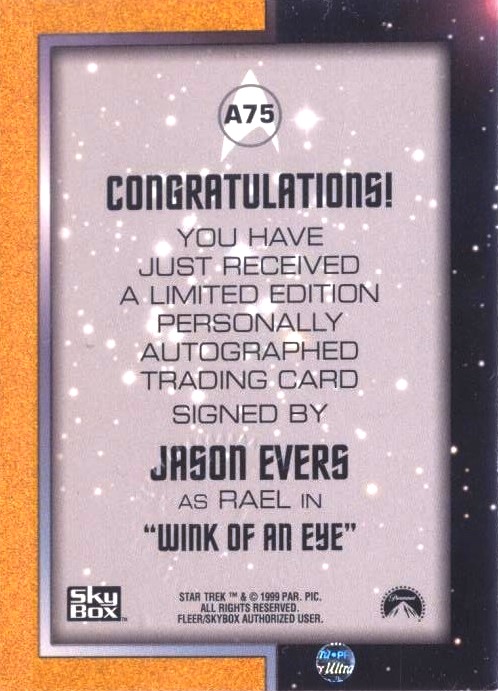 A75
CONGRATULATIONS!
YOU HAVE
JUST RECEIVED
A LIMITED EDITION
PERSONALLY
AUTOGRAPHED
TRADING CARD
SIGNED BY
JASON EVERS
AS RAEL IN
"WINK OF AN EYE"
Sky
BOX™
STAR TREK ™ & © 1999 PAR. PIC.
ALL RIGHTS RESERVED.
FLEER/SKYBOX AUTHORIZED USER.
Paramount
Ultra